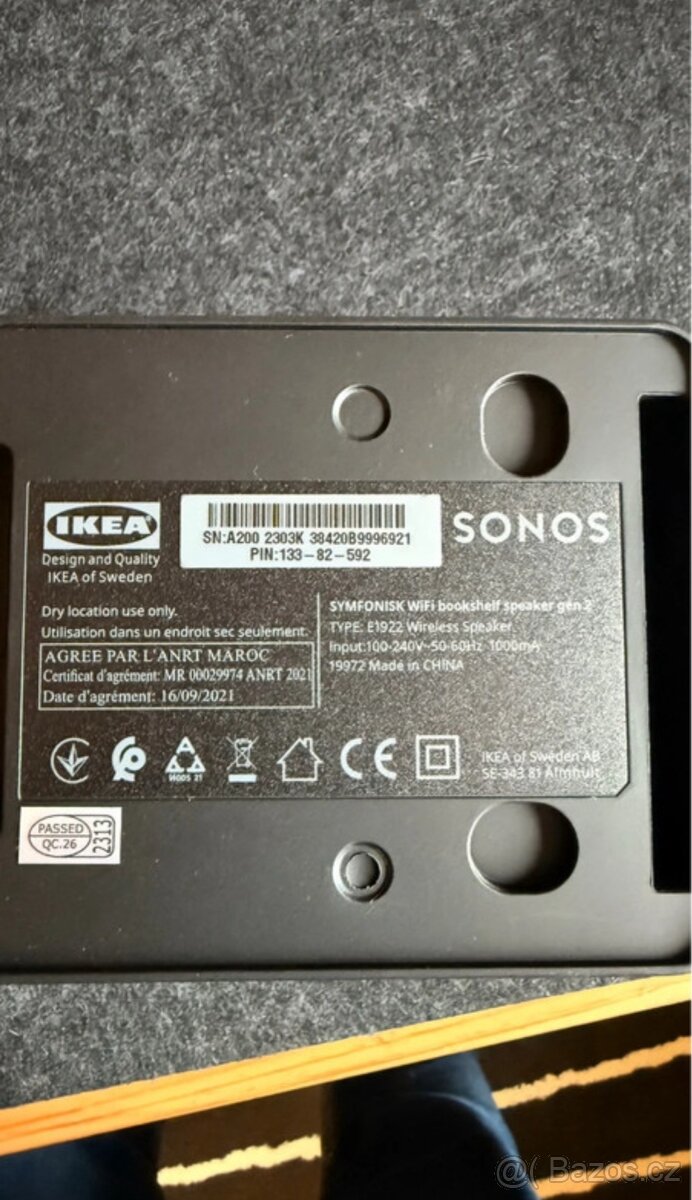 IKEA
Design and Quality
IKEA of Sweden
SN:A200 2303K 38420B9996921
PIN:133-82-592
SONOS
Dry location use only.
Utilisation dans un endroit sec seulement.
AGREE PAR L'ANRT MAROC
Certificat d'agrément: MR 00029974 ANRT 2021
Date d'agrément: 16/09/2021
SYMFONISK WiFi bookshelf speaker gen 2
TYPE: E1922 Wireless Speaker
Input:100-240V~50-60Hz 1000mA
19972 Made in CHINA
CE
IKEA of Sweden AB
SE-343 81 Älmhult
PASSED
QC.26
2313
@( Bazos.cz